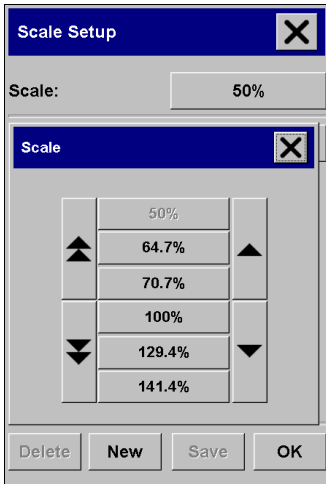 Scale Setup
Scale: 50%
Scale
50%
64.7%
70.7%
100%
129.4%
141.4%
Delete New Save OK